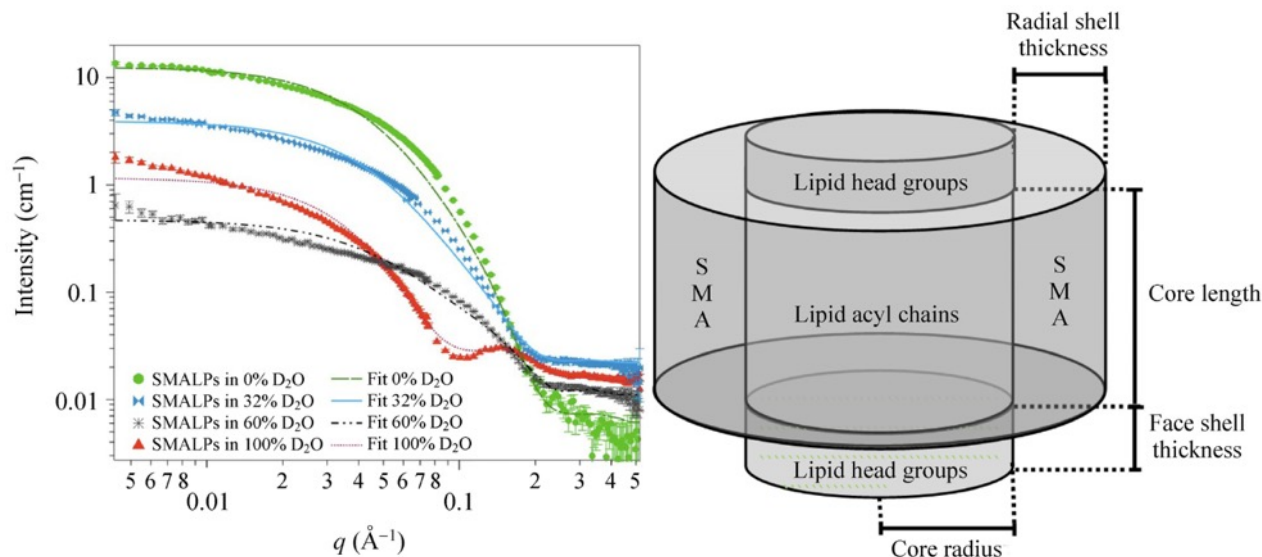 Intensity (cm⁻¹)
10
1
0.1
0.01
SMALPs in 0% D₂O
SMALPs in 32% D₂O
SMALPs in 60% D₂O
SMALPs in 100% D₂O
Fit 0% D₂O
Fit 32% D₂O
Fit 60% D₂O
Fit 100% D₂O
5 6 7 8 0.01 2 3 4 5 6 7 8 0.1 2 3 4 5
q (Å⁻¹)
Radial shell
thickness
Lipid head groups
S
M
A
Lipid acyl chains
S
M
A
Core length
Face shell
thickness
Lipid head groups
Core radius